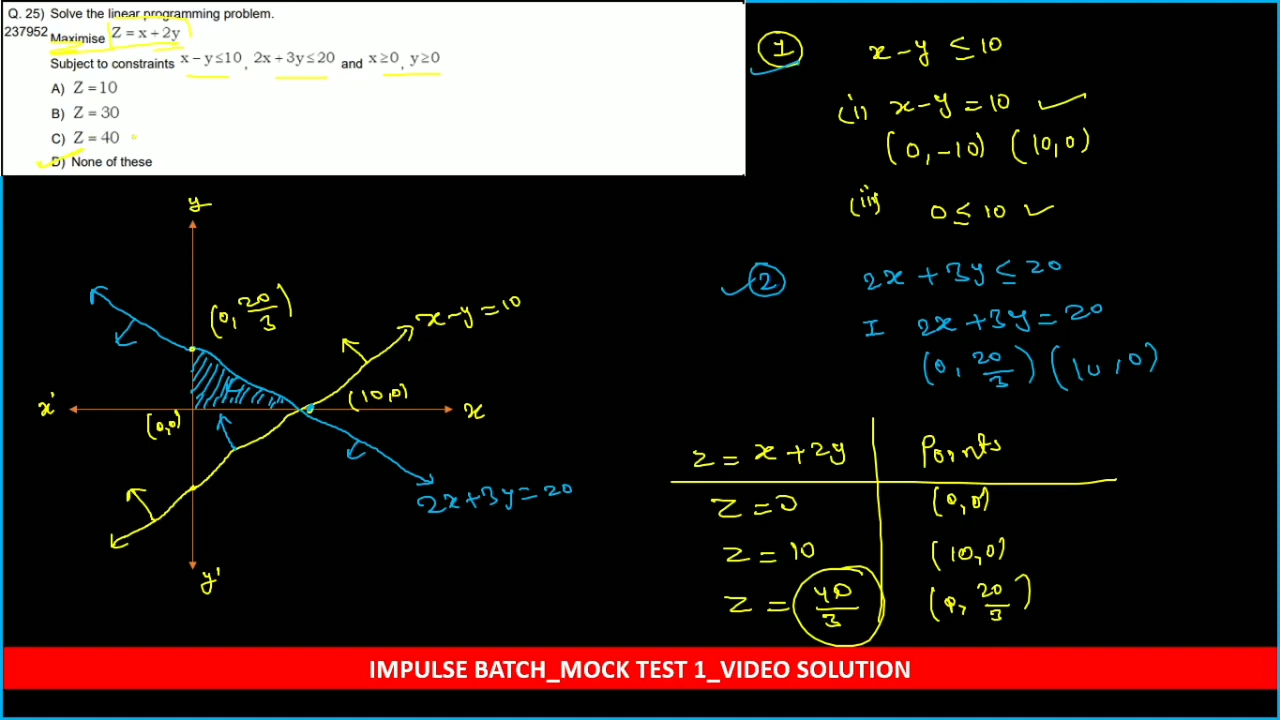 Q. 25) Solve the linear programming problem.
237952 Maximise Z = x + 2y
Subject to constraints x − y ≤ 10 , 2x + 3y ≤ 20 and x ≥ 0 , y ≥ 0
A) Z = 10
B) Z = 30
C) Z = 40
D) None of these
1 x − y ≤ 10
(i) x − y = 10
(0, −10) (10, 0)
(ii) 0 ≤ 10
2 2x + 3y ≤ 20
I 2x + 3y = 20
(0, 20/3) (10, 0)
y
(0, 20/3)
x − y = 10
x'
(0,0)
(10,0)
x
2x + 3y = 20
y'
Z = x + 2y Points
Z = 0 (0,0)
Z = 10 (10,0)
Z = 40/3 (0, 20/3)
IMPULSE BATCH_MOCK TEST 1_VIDEO SOLUTION